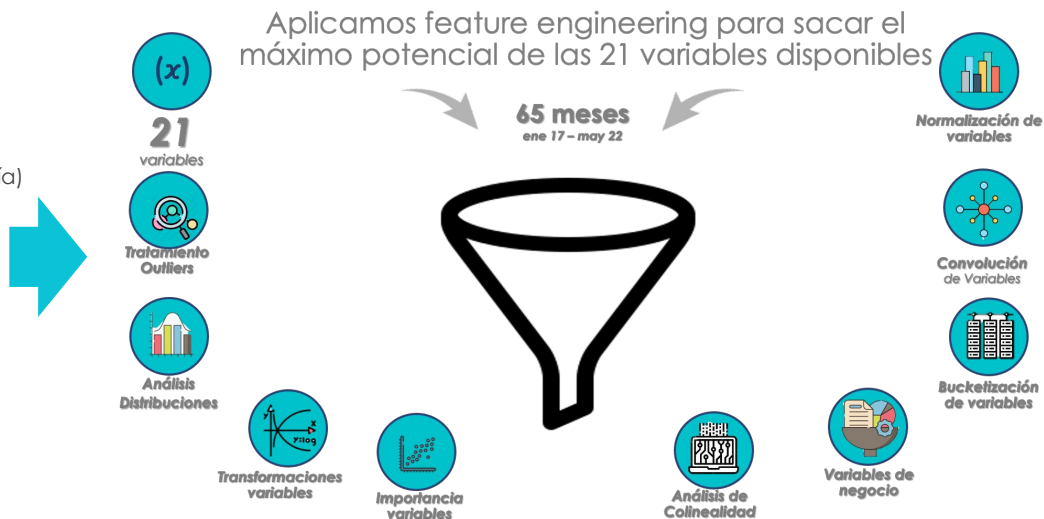 Aplicamos feature engineering para sacar el
máximo potencial de las 21 variables disponibles
(x)
21
variables
65 meses
ene 17 – may 22
Normalización de
variables
ía)
Tratamiento
Outliers
Convolución
de Variables
Análisis
Distribuciones
Bucketización
de variables
y
x
y=log
Transformaciones
variables
Importancia
variables
Análisis de
Colinealidad
Variables de
negocio